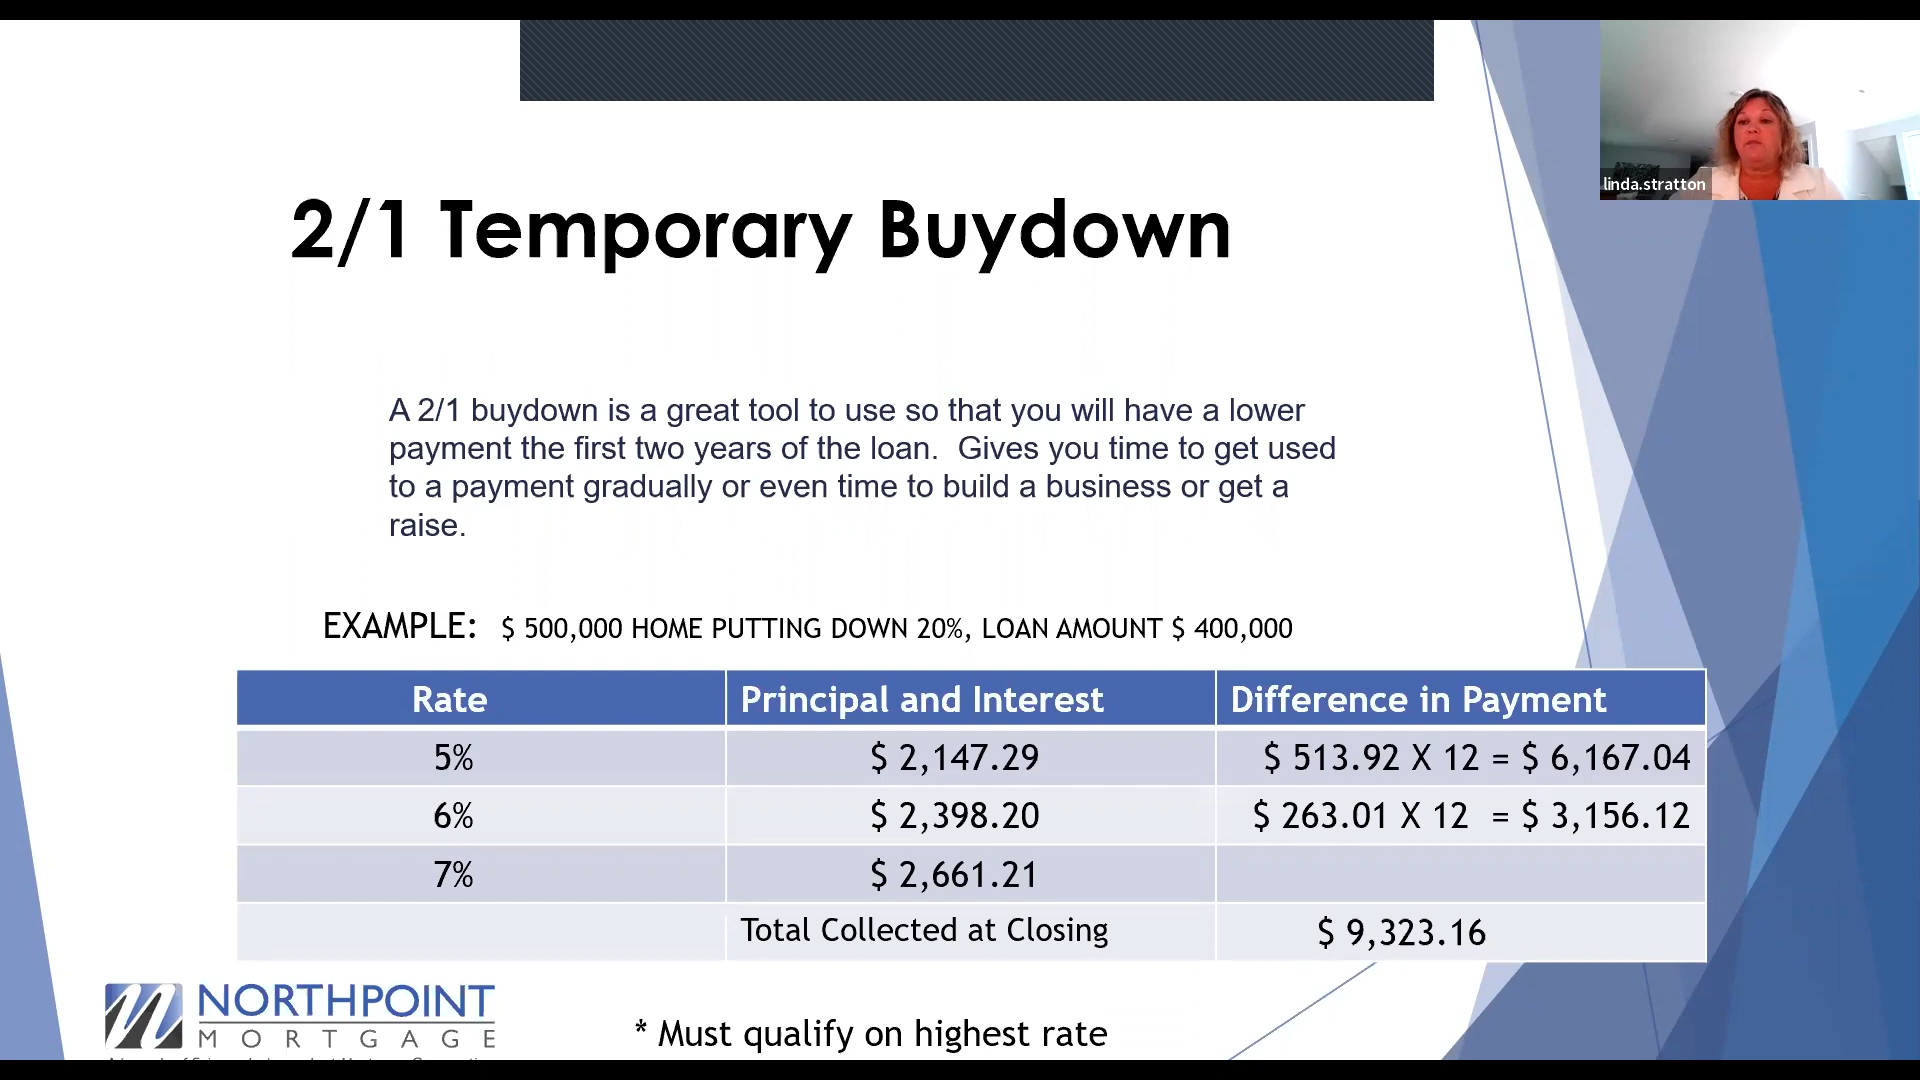 linda.stratton
2/1 Temporary Buydown
A 2/1 buydown is a great tool to use so that you will have a lower
payment the first two years of the loan.  Gives you time to get used
to a payment gradually or even time to build a business or get a
raise.
EXAMPLE: $ 500,000 HOME PUTTING DOWN 20%, LOAN AMOUNT $ 400,000
Rate Principal and Interest Difference in Payment
5% $ 2,147.29 $ 513.92 X 12 = $ 6,167.04
6% $ 2,398.20 $ 263.01 X 12  = $ 3,156.12
7% $ 2,661.21
Total Collected at Closing $ 9,323.16
NORTHPOINT
MORTGAGE
* Must qualify on highest rate